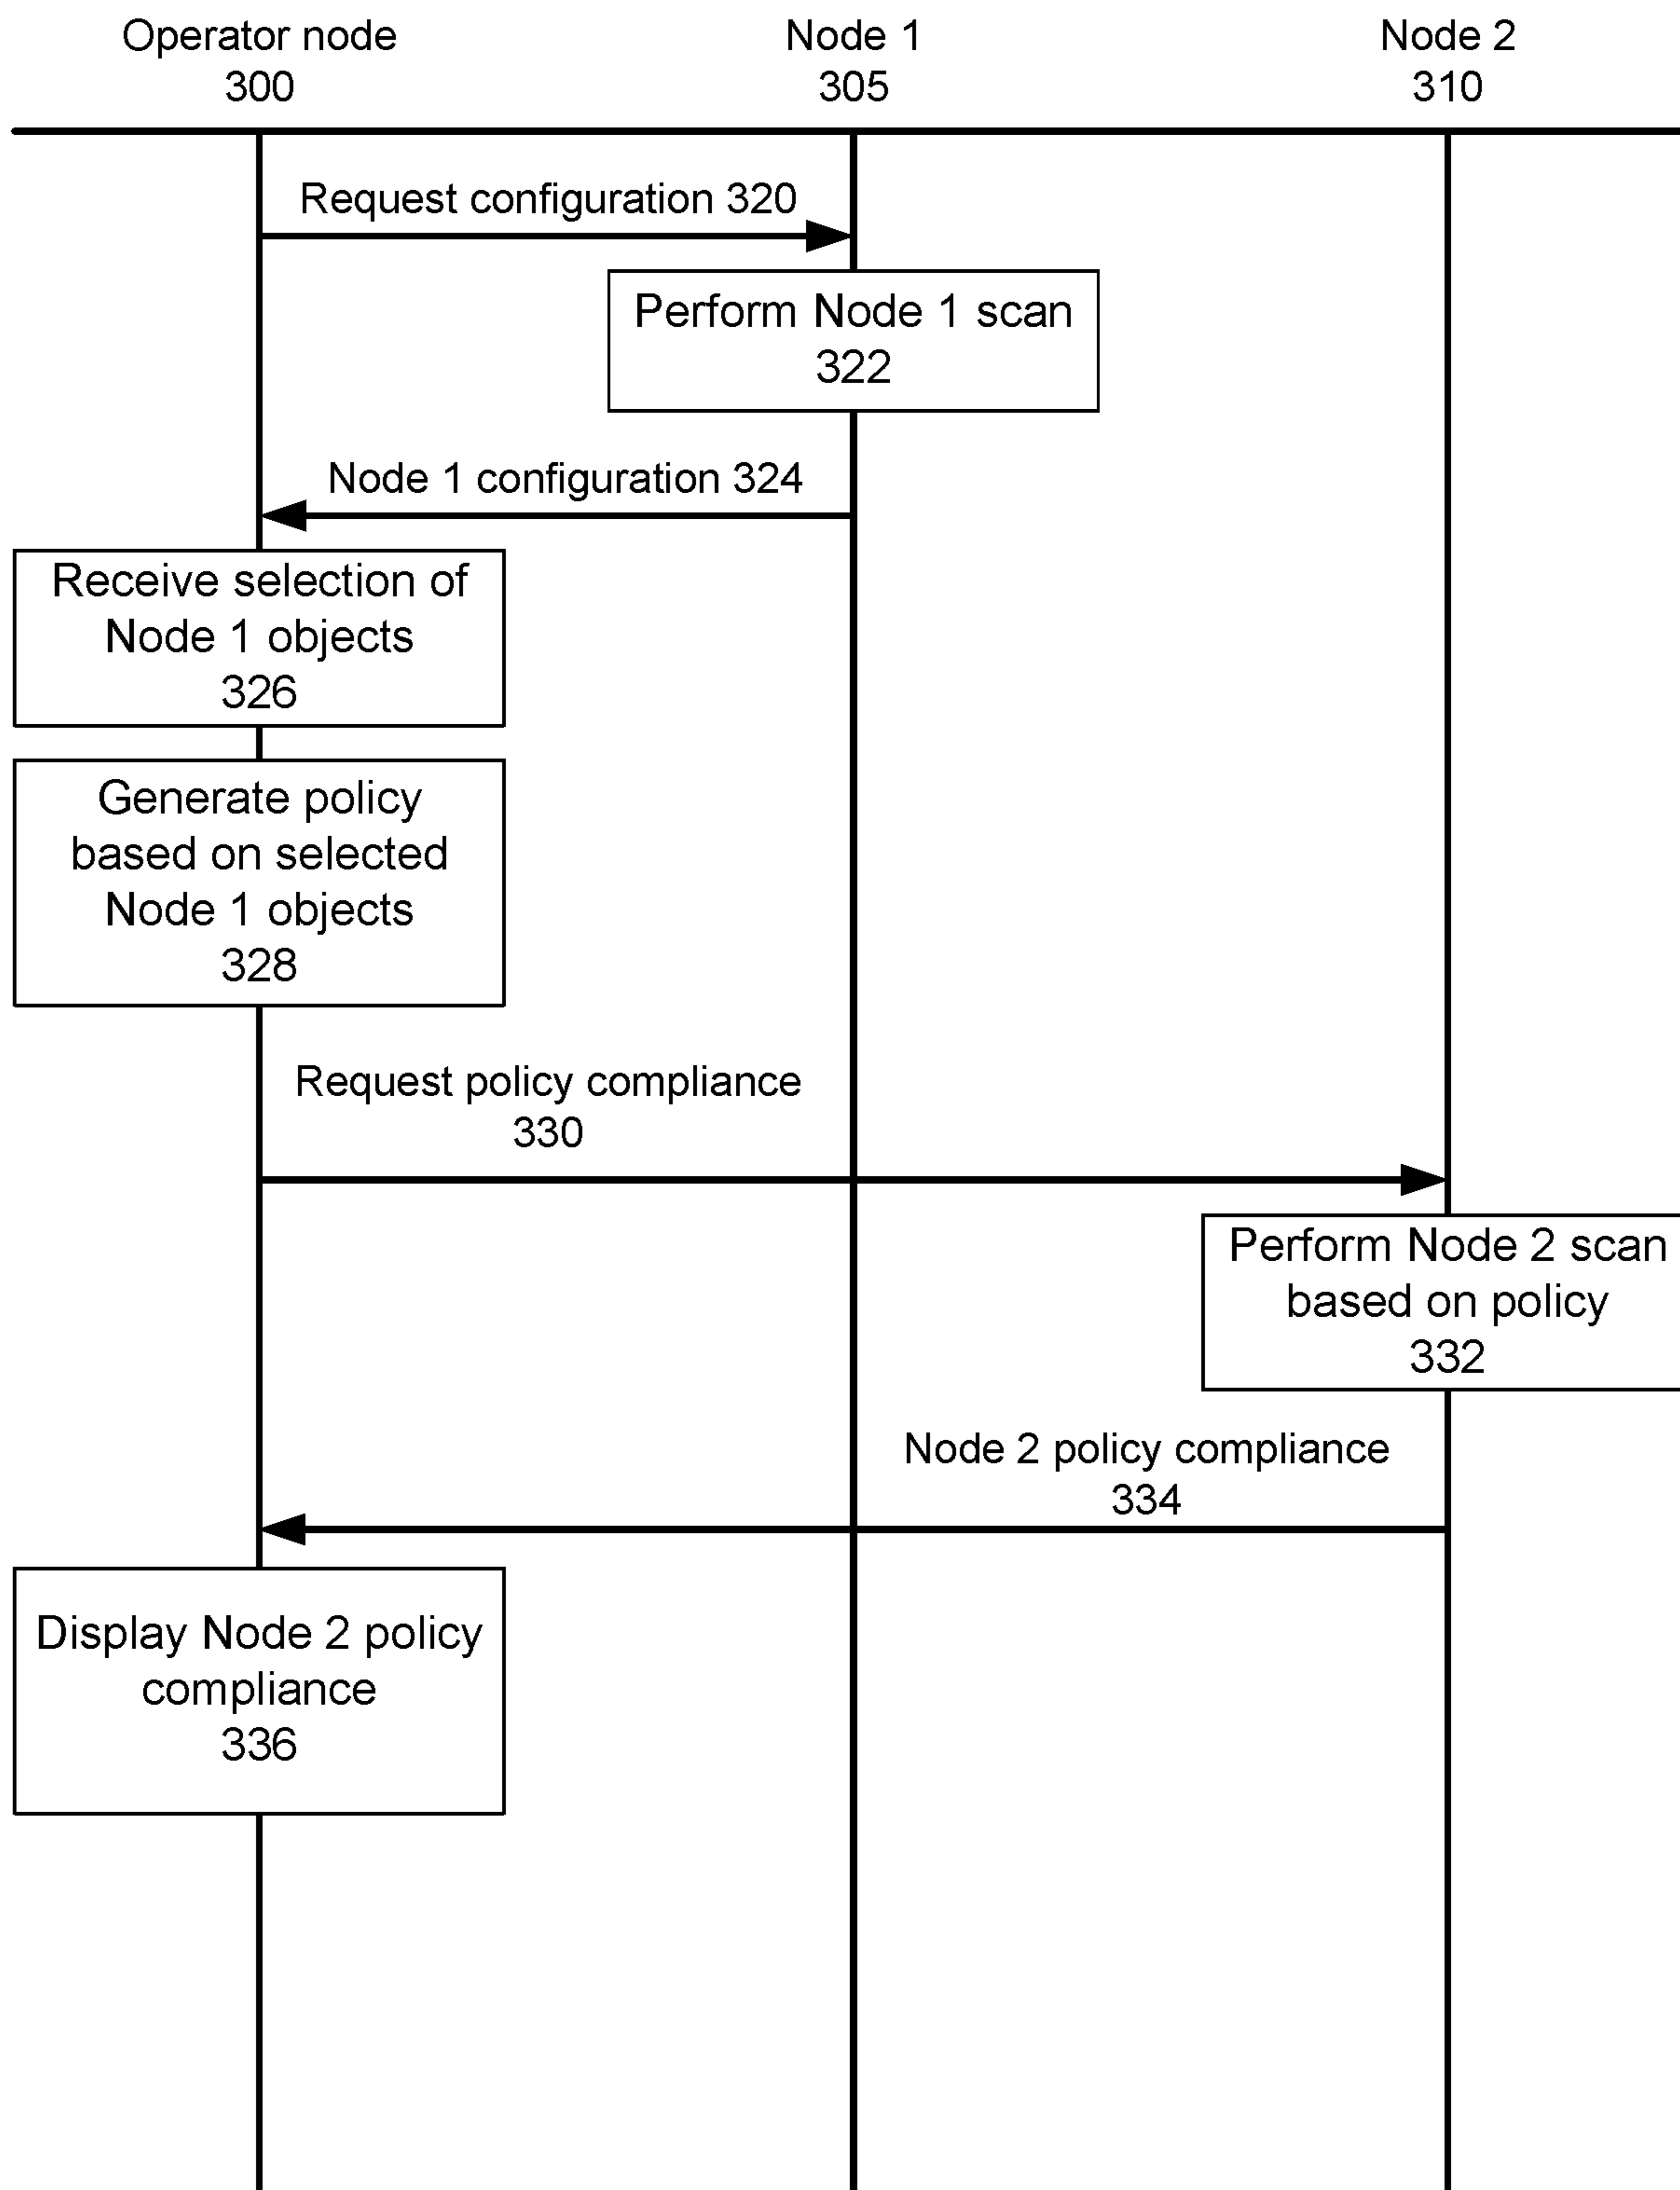 Operator node
300
Node 1
305
Node 2
310
Request configuration 320
Perform Node 1 scan
322
Node 1 configuration 324
Receive selection of
Node 1 objects
326
Generate policy
based on selected
Node 1 objects
328
Request policy compliance
330
Perform Node 2 scan
based on policy
332
Node 2 policy compliance
334
Display Node 2 policy
compliance
336